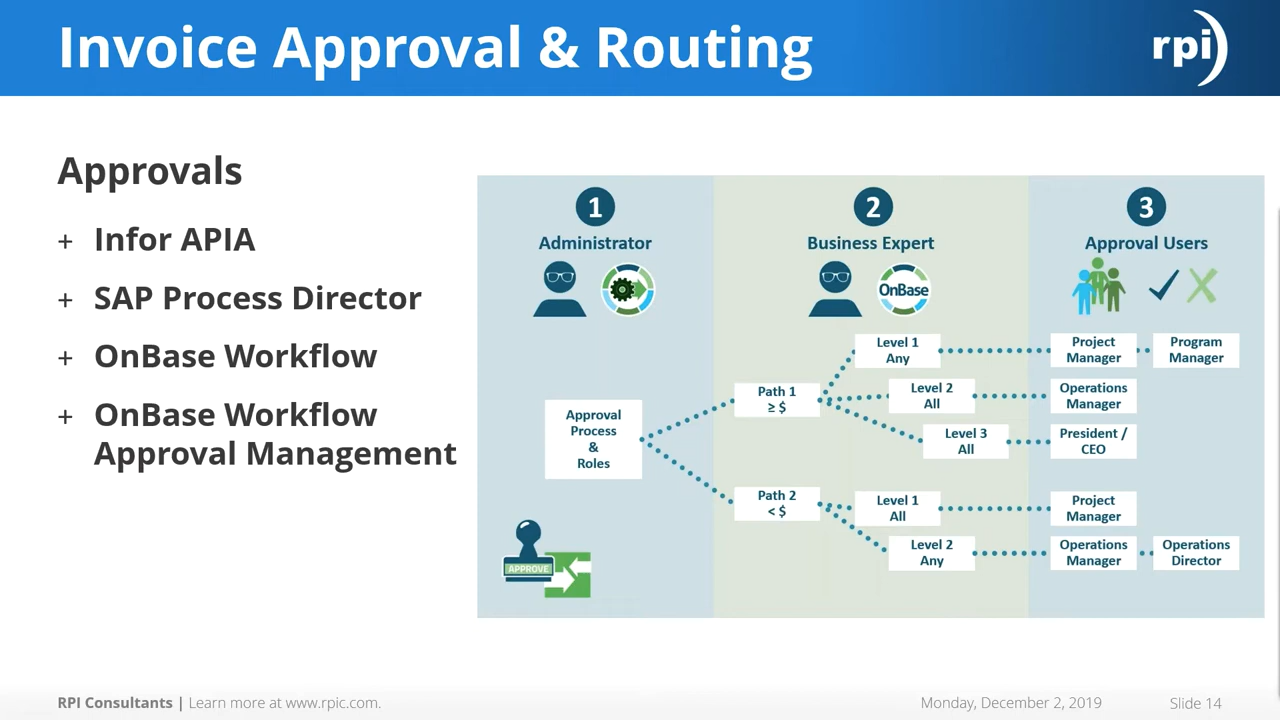 Invoice Approval & Routing
rpi
Approvals
+ Infor APIA
+ SAP Process Director
+ OnBase Workflow
+ OnBase Workflow
Approval Management
1
Administrator
2
Business Expert
OnBase
3
Approval Users
Approval
Process
&
Roles
APPROVE
Path 1
≥ $
Level 1
Any
Project
Manager
Program
Manager
Level 2
All
Operations
Manager
Level 3
All
President /
CEO
Path 2
< $
Level 1
All
Project
Manager
Level 2
Any
Operations
Manager
Operations
Director
RPI Consultants | Learn more at www.rpic.com.
Monday, December 2, 2019
Slide 14